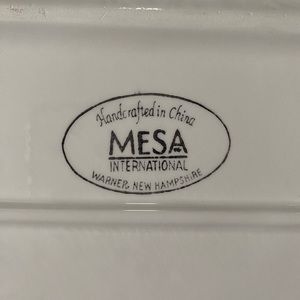 Handcrafted in China
MESA
INTERNATIONAL
WARNER, NEW HAMPSHIRE